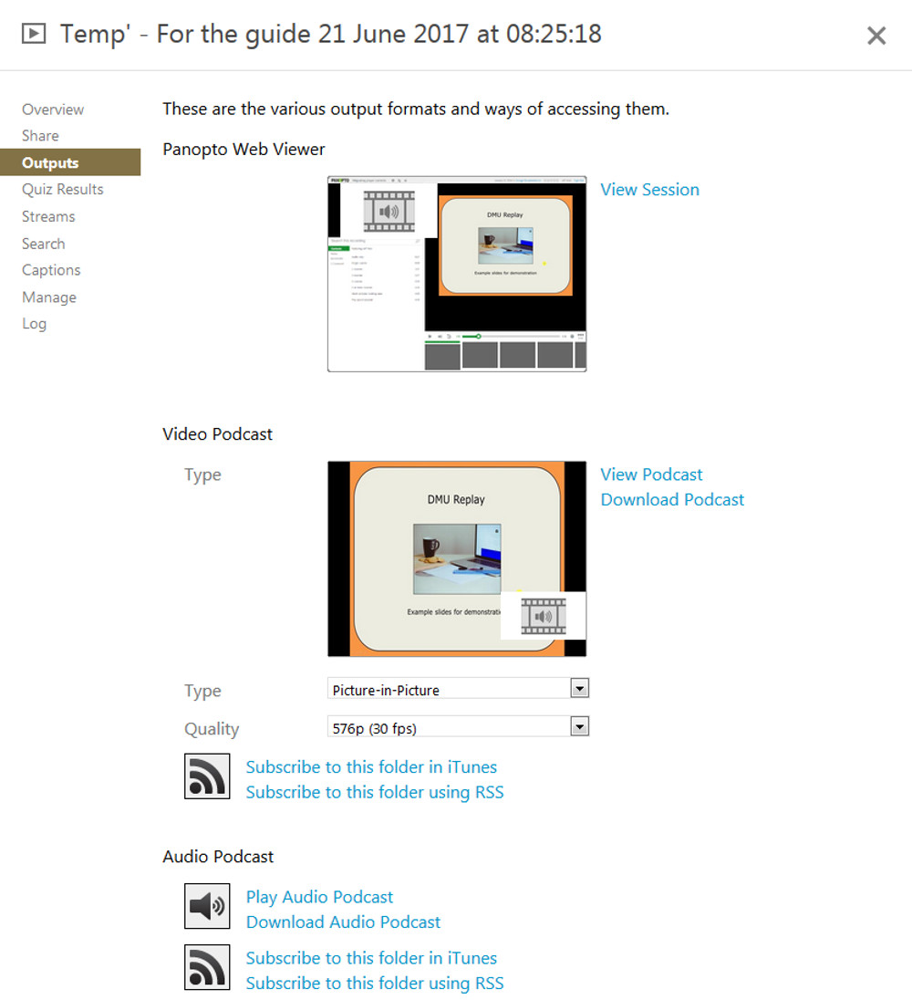 Temp' - For the guide 21 June 2017 at 08:25:18
Overview
Share
Outputs
Quiz Results
Streams
Search
Captions
Manage
Log
These are the various output formats and ways of accessing them.
Panopto Web Viewer
PANOPTO
DMU Replay
Example slides for demonstration
View Session
Video Podcast
Type
DMU Replay
Example slides for demonstratio
View Podcast
Download Podcast
Type
Picture-in-Picture
Quality
576p (30 fps)
Subscribe to this folder in iTunes
Subscribe to this folder using RSS
Audio Podcast
Play Audio Podcast
Download Audio Podcast
Subscribe to this folder in iTunes
Subscribe to this folder using RSS